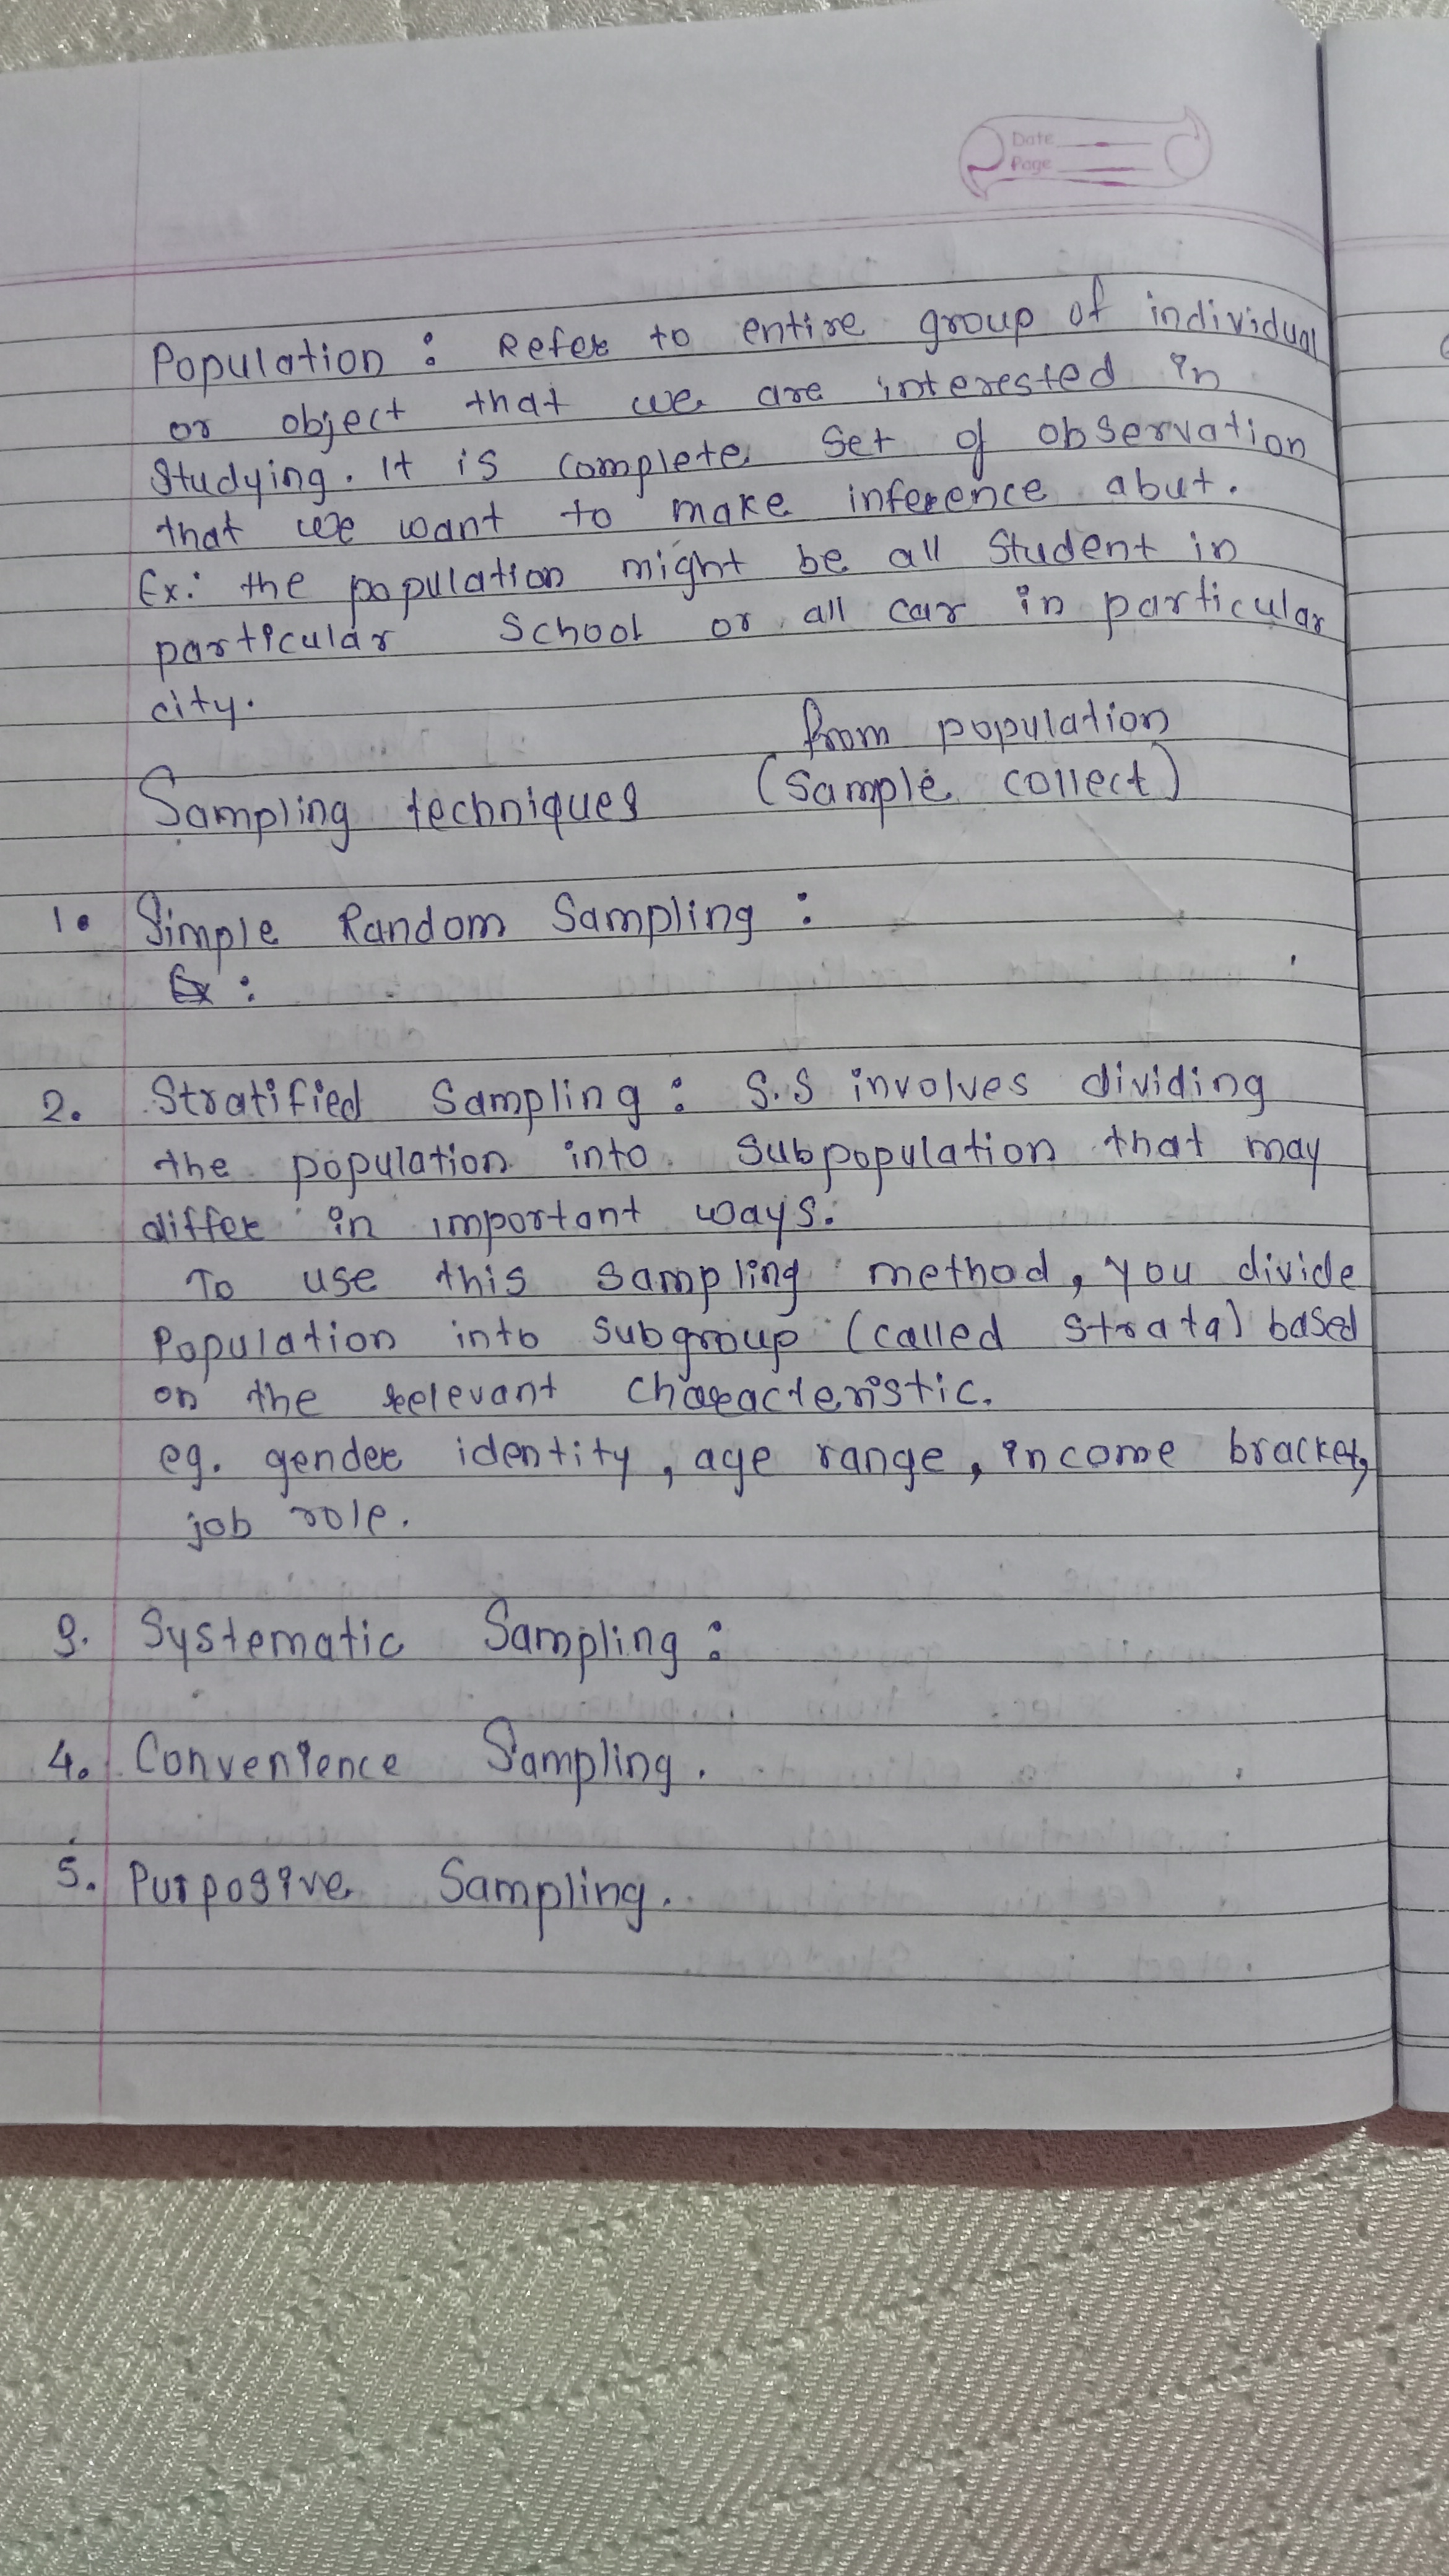 Date
Page
Population : Refer to entire group of individual
or object that we are interested in
studying. It is complete set of observation
that we want to make inference abut.
Ex: the population might be all student in
particular School or all car in particular
city.
from population
Sampling techniques (Sample collect)
1. Simple Random Sampling :
Ex :
2. Stratified Sampling : S.S involves dividing
the population into subpopulation that may
differ in important ways.
To use this sampling method, you divide
population into subgroup (called strata) based
on the relevant characteristic.
eg. gender identity, age range, income bracket,
job role.
3. Systematic Sampling :
4. Convenience Sampling.
5. Purposive Sampling.